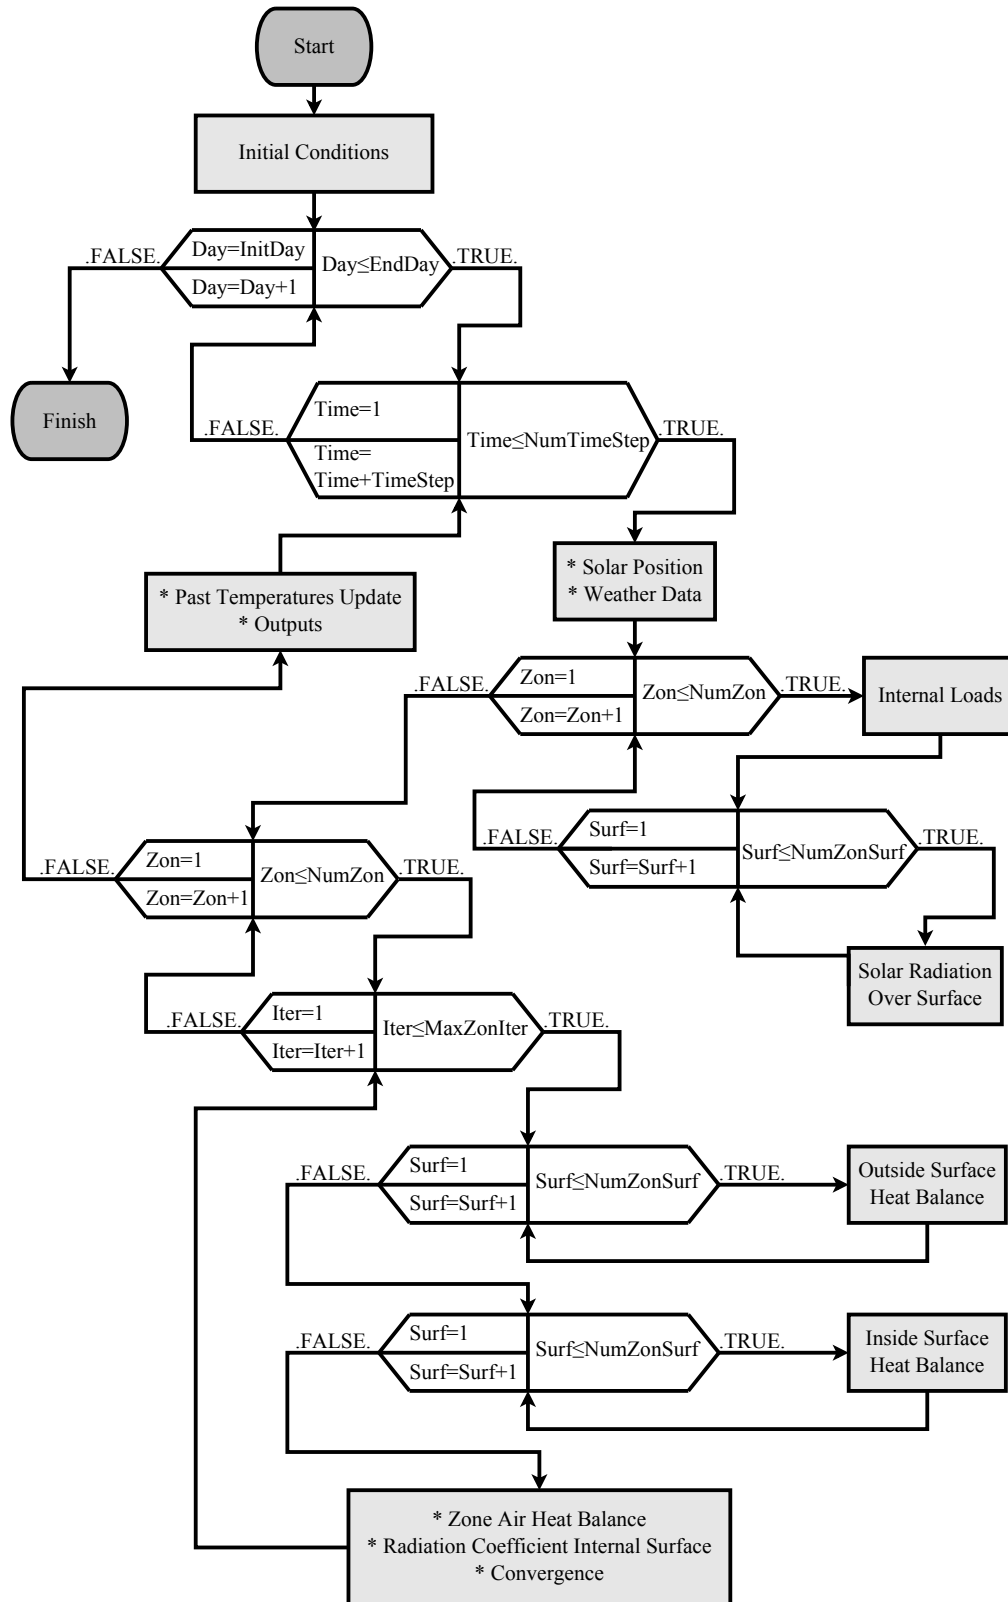 Start
Initial Conditions
.FALSE.
Day=InitDay
Day=Day+1
Day≤EndDay
.TRUE.
Finish
.FALSE.
Time=1
Time=
Time+TimeStep
Time≤NumTimeStep
.TRUE.
* Solar Position
* Weather Data
* Past Temperatures Update
* Outputs
.FALSE.
Zon=1
Zon=Zon+1
Zon≤NumZon
.TRUE.
Internal Loads
.FALSE.
Surf=1
Surf=Surf+1
Surf≤NumZonSurf
.TRUE.
Solar Radiation
Over Surface
.FALSE.
Zon=1
Zon=Zon+1
Zon≤NumZon
.TRUE.
.FALSE.
Iter=1
Iter=Iter+1
Iter≤MaxZonIter
.TRUE.
.FALSE.
Surf=1
Surf=Surf+1
Surf≤NumZonSurf
.TRUE.
Outside Surface
Heat Balance
.FALSE.
Surf=1
Surf=Surf+1
Surf≤NumZonSurf
.TRUE.
Inside Surface
Heat Balance
* Zone Air Heat Balance
* Radiation Coefficient Internal Surface
* Convergence